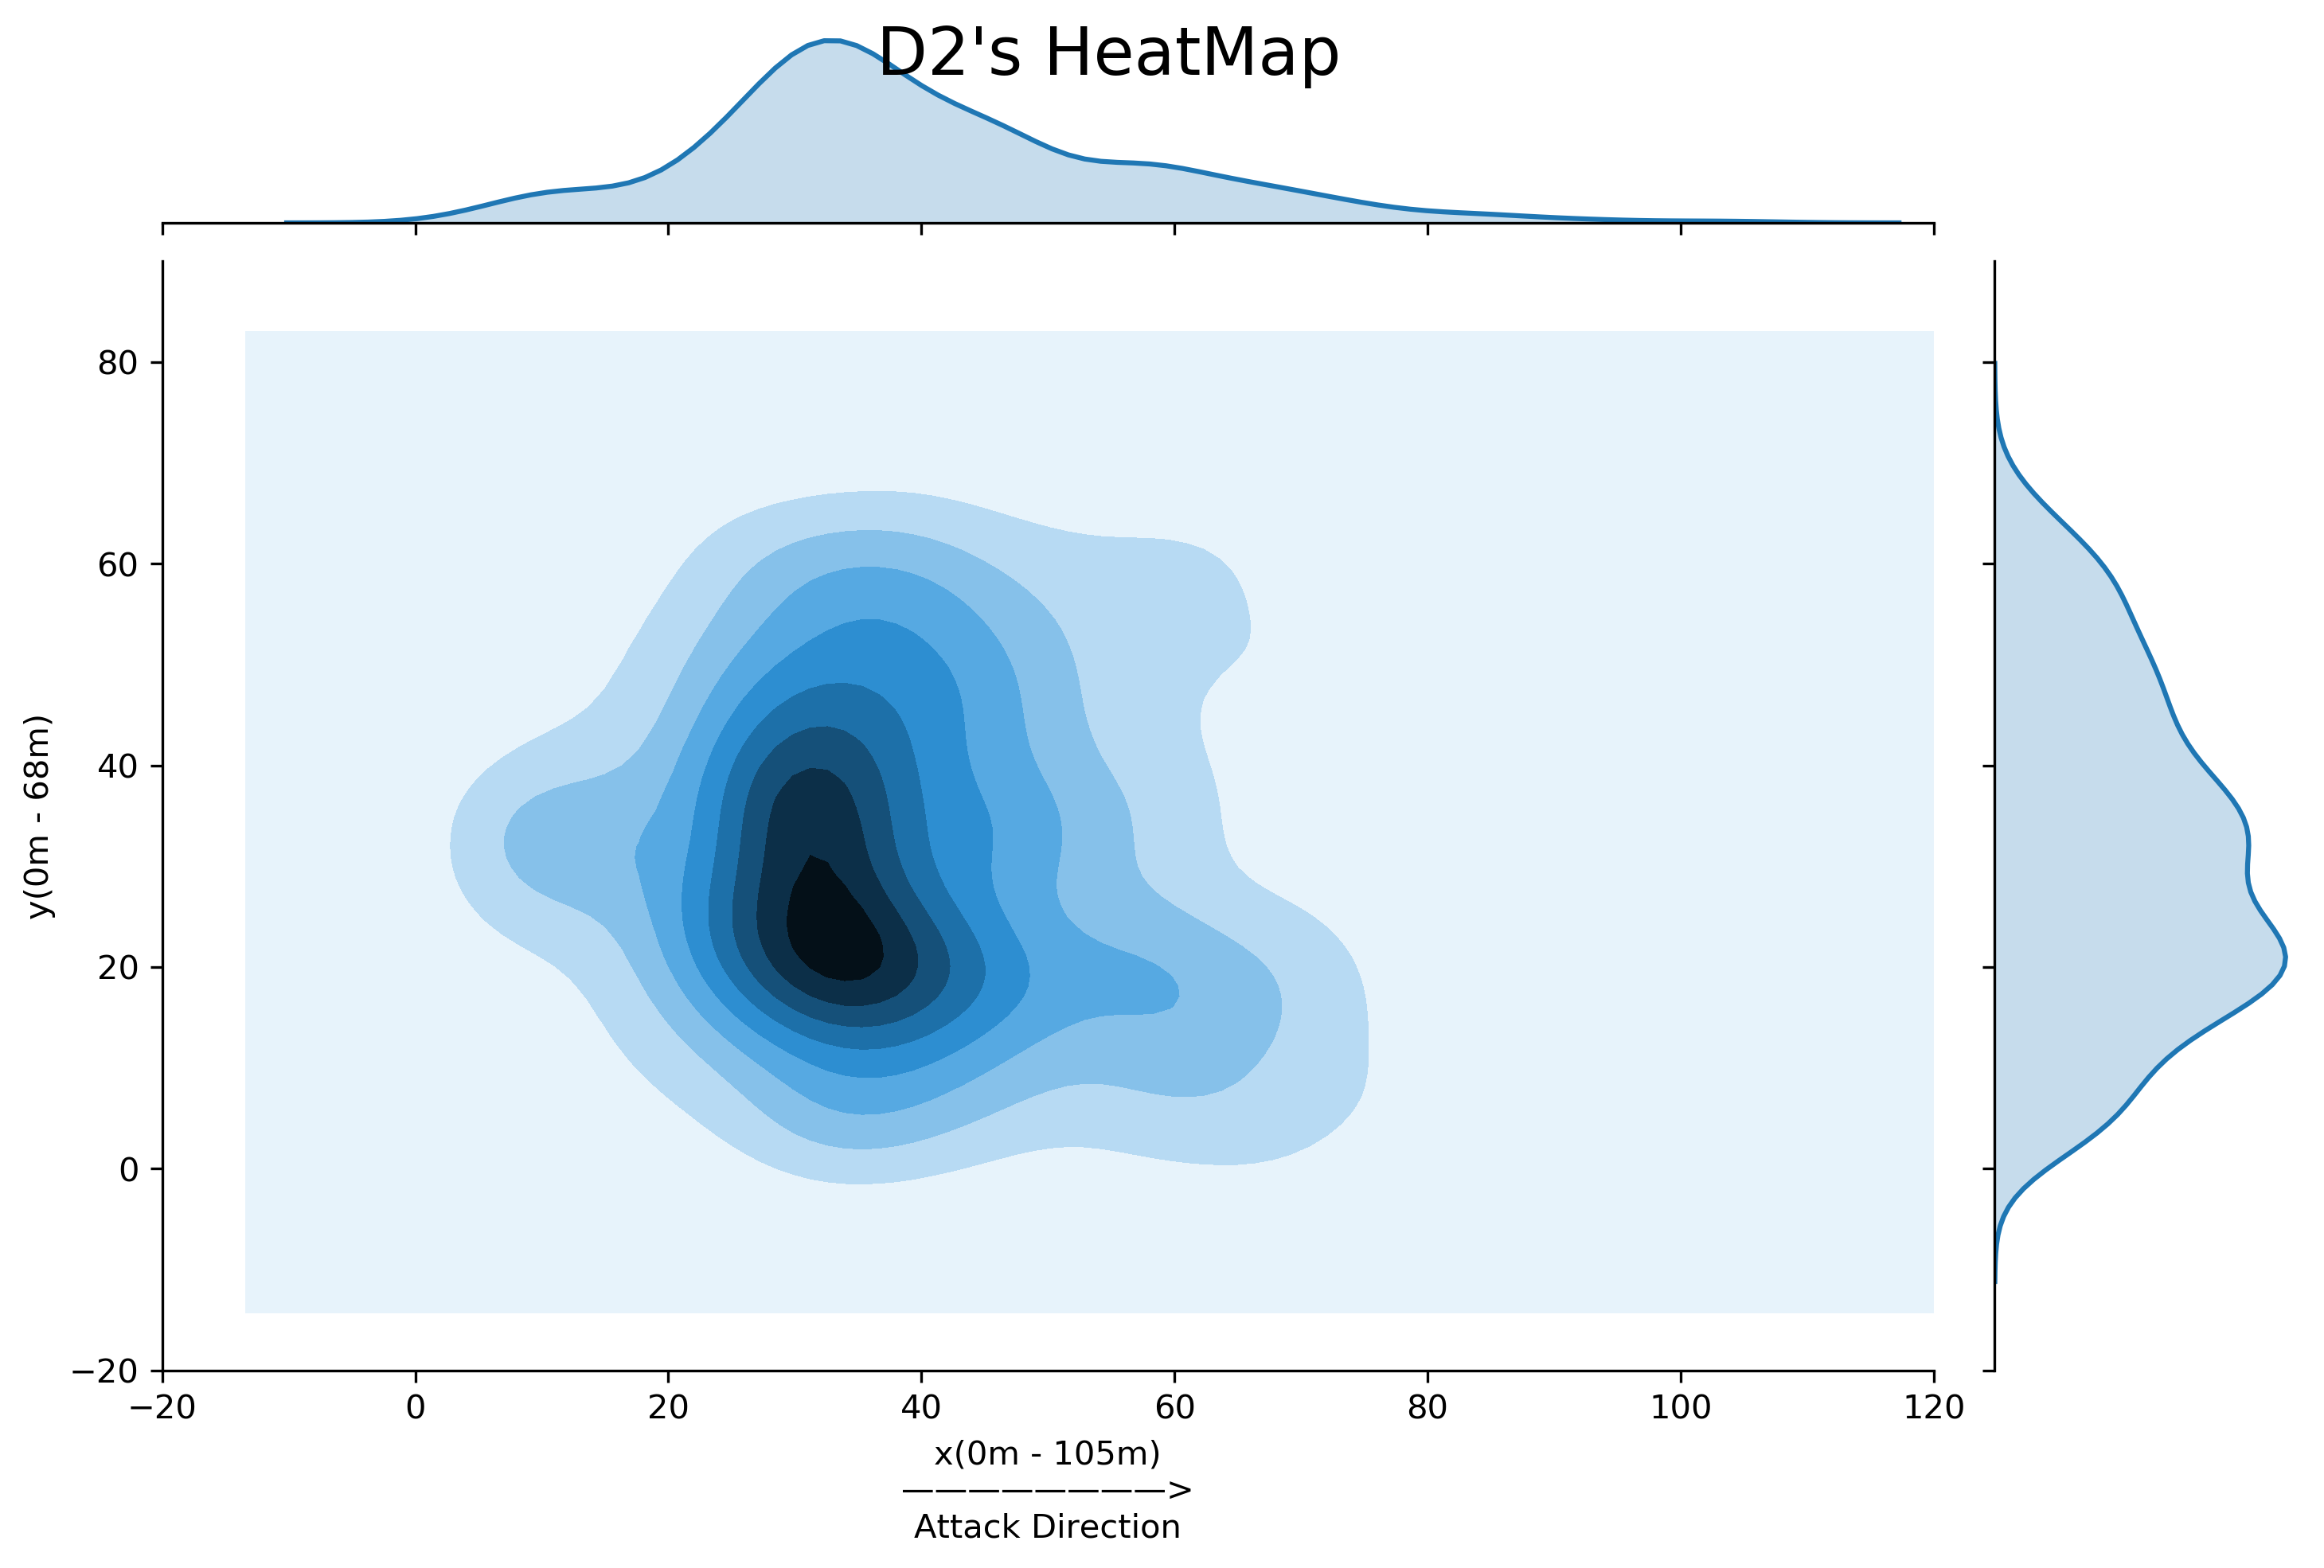 D2's HeatMap
80
60
40
20
0
−20
y(0m - 68m)
−20 0 20 40 60 80 100 120
x(0m - 105m)
————————>
Attack Direction